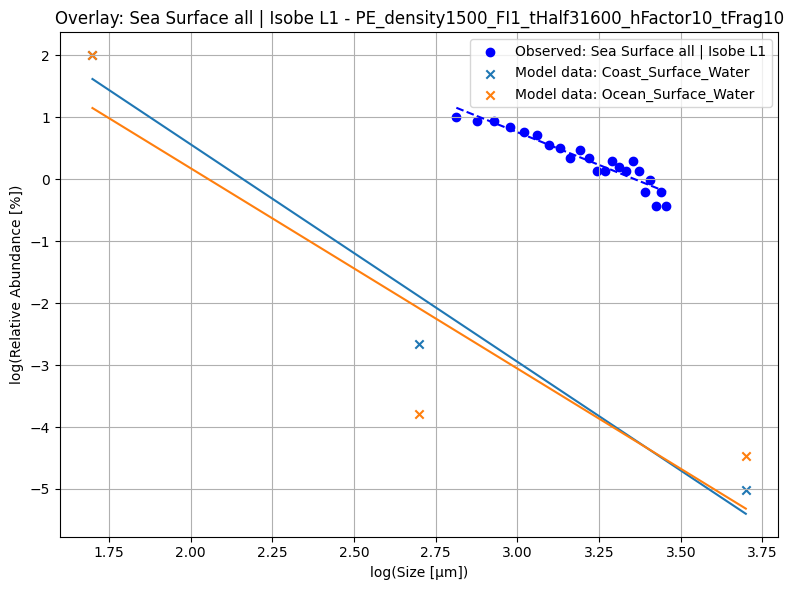 Overlay: Sea Surface all | Isobe L1 - PE_density1500_FI1_tHalf31600_hFactor10_tFrag10
Observed: Sea Surface all | Isobe L1
Model data: Coast_Surface_Water
Model data: Ocean_Surface_Water
log(Relative Abundance [%])
2
1
0
−1
−2
−3
−4
−5
1.75 2.00 2.25 2.50 2.75 3.00 3.25 3.50 3.75
log(Size [μm])